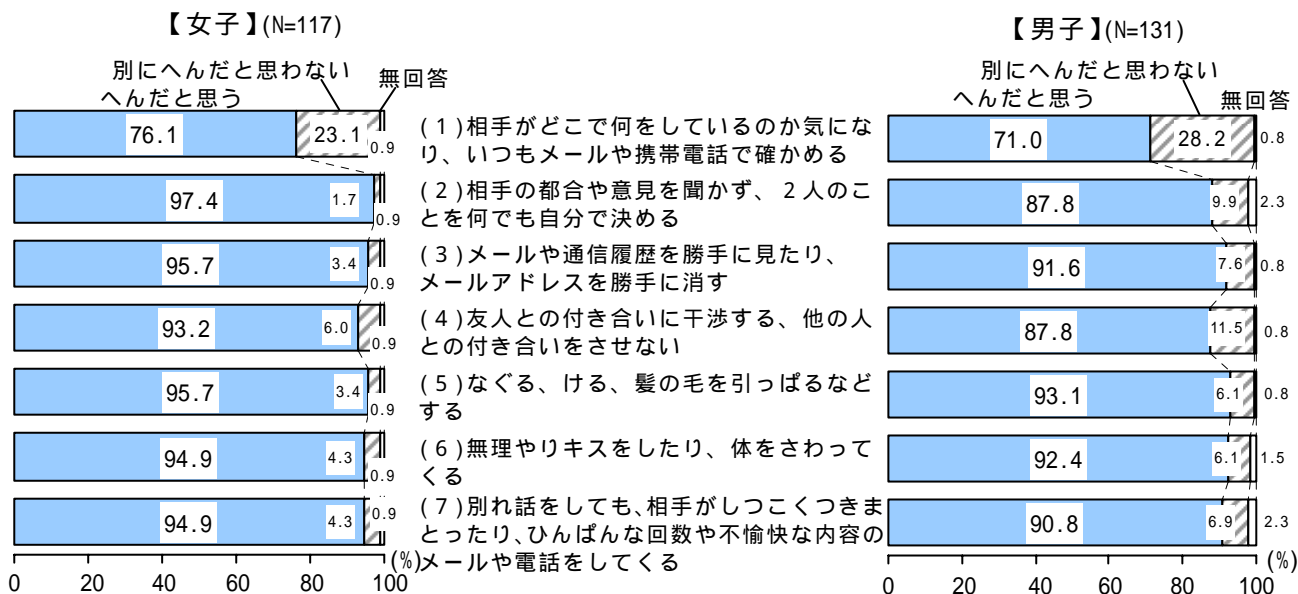 【女子】(N=117)
別にへんだと思わない
へんだと思う
無回答
76.1 23.1 0.9
97.4 1.7 0.9
95.7 3.4 0.9
93.2 6.0 0.9
95.7 3.4 0.9
94.9 4.3 0.9
94.9 4.3 0.9
0 20 40 60 80 100 (%)
(1)相手がどこで何をしているのか気にな
り、いつもメールや携帯電話で確かめる
(2)相手の都合や意見を聞かず、2人のこ
とを何でも自分で決める
(3)メールや通信履歴を勝手に見たり、
メールアドレスを勝手に消す
(4)友人との付き合いに干渉する、他の人
との付き合いをさせない
(5)なぐる、ける、髪の毛を引っぱるなど
する
(6)無理やりキスをしたり、体をさわって
くる
(7)別れ話をしても、相手がしつこくつきま
とったり、ひんぱんな回数や不愉快な内容の
メールや電話をしてくる
【男子】(N=131)
別にへんだと思わない
へんだと思う
無回答
71.0 28.2 0.8
87.8 9.9 2.3
91.6 7.6 0.8
87.8 11.5 0.8
93.1 6.1 0.8
92.4 6.1 1.5
90.8 6.9 2.3
0 20 40 60 80 100 (%)